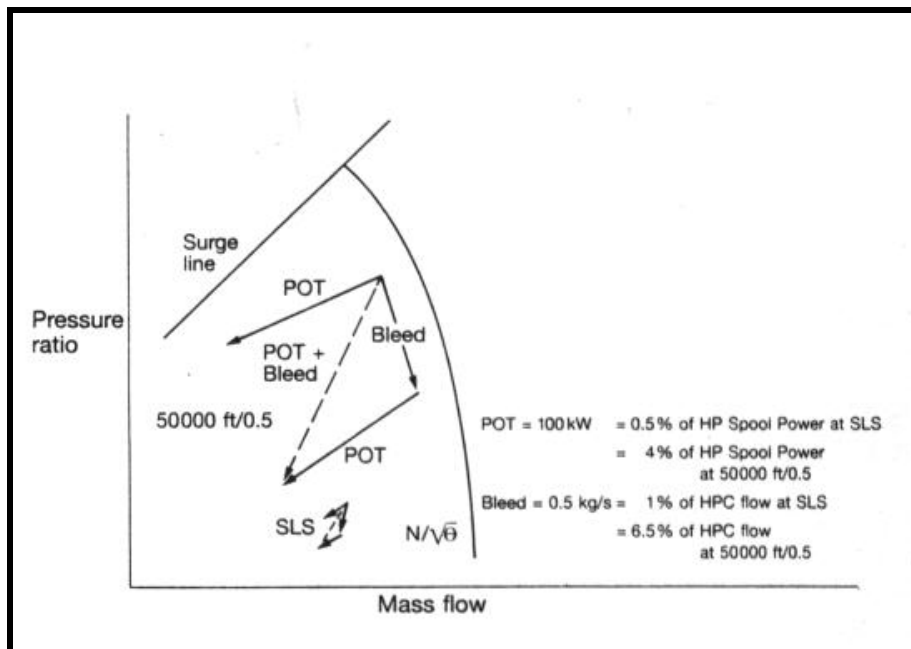 Surge
line
POT
Bleed
POT +
Bleed
Pressure
ratio
50000 ft/0.5
POT
SLS
N/√θ
Mass flow
POT = 100kW = 0.5% of HP Spool Power at SLS
= 4% of HP Spool Power
at 50000 ft/0.5
Bleed = 0.5 kg/s = 1% of HPC flow at SLS
= 6.5% of HPC flow
at 50000 ft/0.5